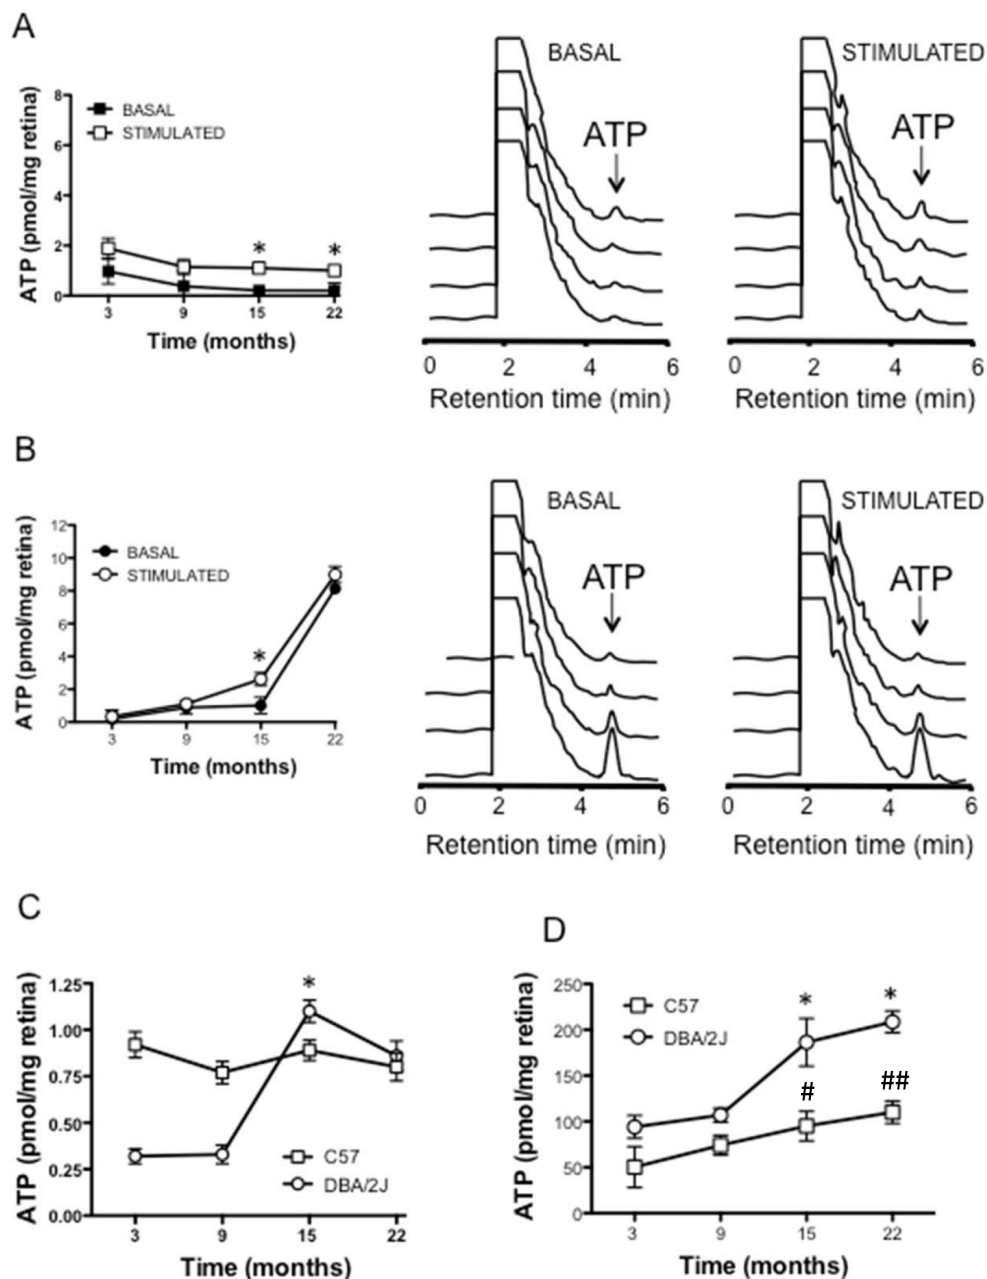 A
ATP (pmol/mg retina)
8
6
4
2
0
BASAL
STIMULATED
*
*
3 9 15 22
Time (months)
BASAL
ATP
0 2 4 6
Retention time (min)
STIMULATED
ATP
0 2 4 6
Retention time (min)
B
ATP (pmol/mg retina)
12
10
8
6
4
2
0
BASAL
STIMULATED
*
3 9 15 22
Time (months)
BASAL
ATP
0 2 4 6
Retention time (min)
STIMULATED
ATP
0 2 4 6
Retention time (min)
C
ATP (pmol/mg retina)
1.25
1.00
0.75
0.50
0.25
0.00
*
C57
DBA/2J
3 9 15 22
Time (months)
D
ATP (pmol/mg retina)
250
200
150
100
50
0
C57
DBA/2J
*
*
#
##
3 9 15 22
Time (months)